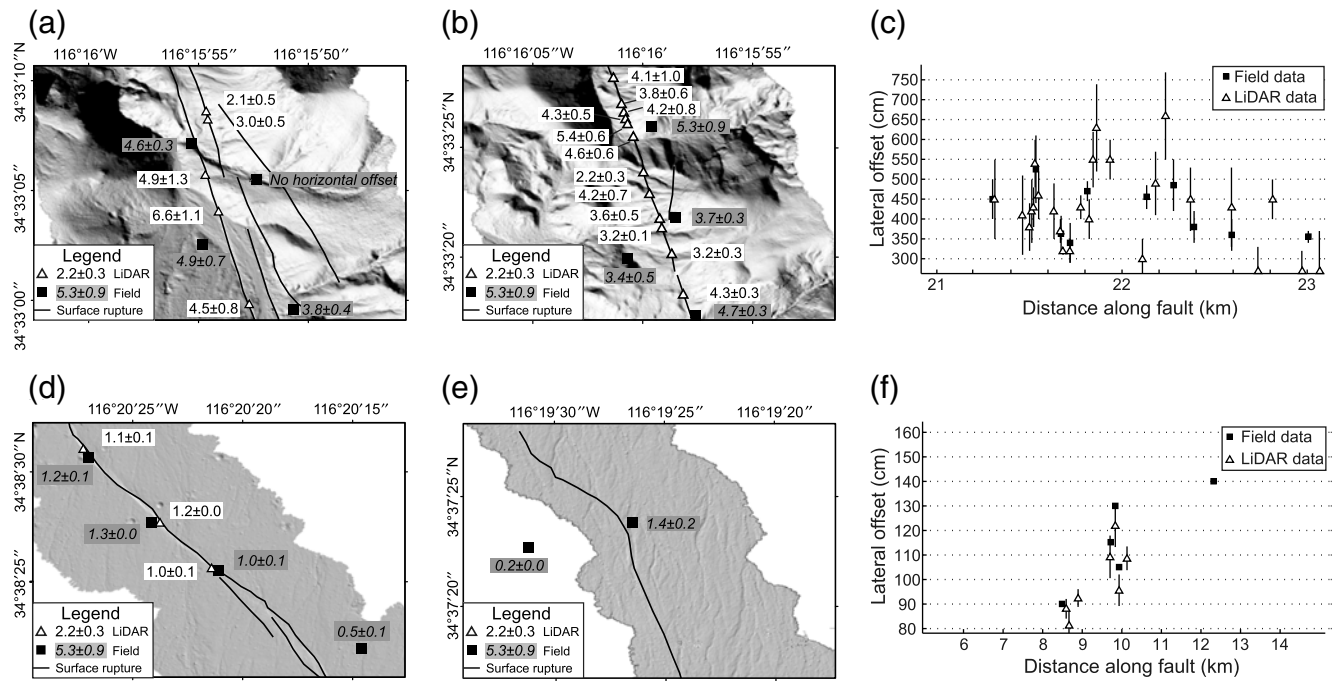 (a)
116°16′W 116°15′55′′ 116°15′50′′
34°33′10′′N
34°33′05′′
34°33′00′′
2.1±0.5
3.0±0.5
4.6±0.3
4.9±1.3
No horizontal offset
6.6±1.1
4.9±0.7
4.5±0.8
3.8±0.4
Legend
2.2±0.3 LiDAR
5.3±0.9 Field
Surface rupture
(b)
116°16′05′′W 116°16′ 116°15′55′′
34°33′25′′N
34°33′20′′
4.1±1.0
3.8±0.6
4.2±0.8
4.3±0.5
5.3±0.9
5.4±0.6
4.6±0.6
2.2±0.3
4.2±0.7
3.6±0.5
3.7±0.3
3.2±0.1
3.2±0.3
3.4±0.5
4.3±0.3
4.7±0.3
Legend
2.2±0.3 LiDAR
5.3±0.9 Field
Surface rupture
(c)
Field data
LiDAR data
Lateral offset (cm)
750
700
650
600
550
500
450
400
350
300
21 22 23
Distance along fault (km)
(d)
116°20′25′′W 116°20′20′′ 116°20′15′′
34°38′30′′N
34°38′25′′
1.1±0.1
1.2±0.1
1.2±0.0
1.3±0.0
1.0±0.1
1.0±0.1
0.5±0.1
Legend
2.2±0.3 LiDAR
5.3±0.9 Field
Surface rupture
(e)
116°19′30′′W 116°19′25′′ 116°19′20′′
34°37′25′′N
34°37′20′′
1.4±0.2
0.2±0.0
Legend
2.2±0.3 LiDAR
5.3±0.9 Field
Surface rupture
(f)
Field data
LiDAR data
Lateral offset (cm)
160
150
140
130
120
110
100
90
80
6 7 8 9 10 11 12 13 14
Distance along fault (km)